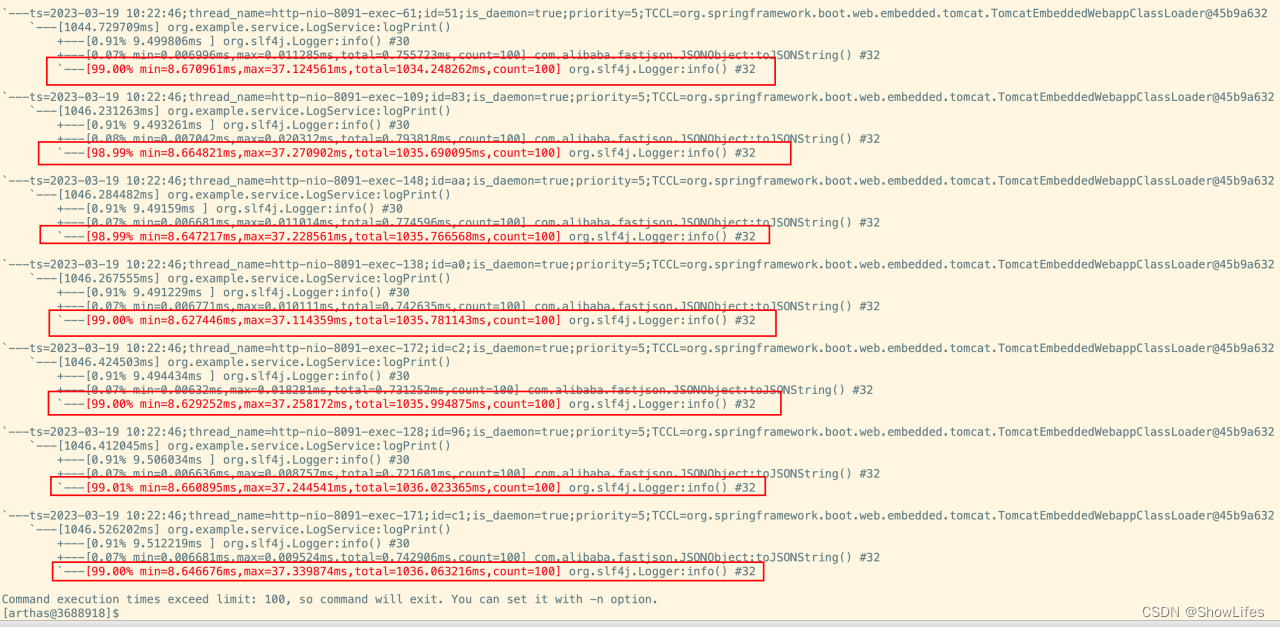 `---ts=2023-03-19 10:22:46;thread_name=http-nio-8091-exec-61;id=51;is_daemon=true;priority=5;TCCL=org.springframework.boot.web.embedded.tomcat.TomcatEmbeddedWebappClassLoader@45b9a632
`---[1044.729709ms] org.example.service.LogService:logPrint()
+---[0.91% 9.499806ms ] org.slf4j.Logger:info() #30
+---[0.07% min=0.006996ms,max=0.011285ms,total=0.755723ms,count=100] com.alibaba.fastjson.JSONObject:toJSONString() #32
`---[99.00% min=8.670961ms,max=37.124561ms,total=1034.248262ms,count=100] org.slf4j.Logger:info() #32
`---ts=2023-03-19 10:22:46;thread_name=http-nio-8091-exec-109;id=83;is_daemon=true;priority=5;TCCL=org.springframework.boot.web.embedded.tomcat.TomcatEmbeddedWebappClassLoader@45b9a632
`---[1046.231263ms] org.example.service.LogService:logPrint()
+---[0.91% 9.493261ms ] org.slf4j.Logger:info() #30
+---[0.08% min=0.007042ms,max=0.020312ms,total=0.793818ms,count=100] com.alibaba.fastjson.JSONObject:toJSONString() #32
`---[98.99% min=8.664821ms,max=37.270902ms,total=1035.690095ms,count=100] org.slf4j.Logger:info() #32
`---ts=2023-03-19 10:22:46;thread_name=http-nio-8091-exec-148;id=aa;is_daemon=true;priority=5;TCCL=org.springframework.boot.web.embedded.tomcat.TomcatEmbeddedWebappClassLoader@45b9a632
`---[1046.284482ms] org.example.service.LogService:logPrint()
+---[0.91% 9.49159ms ] org.slf4j.Logger:info() #30
+---[0.07% min=0.006681ms,max=0.011014ms,total=0.774596ms,count=100] com.alibaba.fastjson.JSONObject:toJSONString() #32
`---[98.99% min=8.647217ms,max=37.228561ms,total=1035.766568ms,count=100] org.slf4j.Logger:info() #32
`---ts=2023-03-19 10:22:46;thread_name=http-nio-8091-exec-138;id=a0;is_daemon=true;priority=5;TCCL=org.springframework.boot.web.embedded.tomcat.TomcatEmbeddedWebappClassLoader@45b9a632
`---[1046.267555ms] org.example.service.LogService:logPrint()
+---[0.91% 9.491229ms ] org.slf4j.Logger:info() #30
+---[0.07% min=0.006771ms,max=0.010111ms,total=0.742635ms,count=100] com.alibaba.fastjson.JSONObject:toJSONString() #32
`---[99.00% min=8.627446ms,max=37.114359ms,total=1035.781143ms,count=100] org.slf4j.Logger:info() #32
`---ts=2023-03-19 10:22:46;thread_name=http-nio-8091-exec-172;id=c2;is_daemon=true;priority=5;TCCL=org.springframework.boot.web.embedded.tomcat.TomcatEmbeddedWebappClassLoader@45b9a632
`---[1046.424503ms] org.example.service.LogService:logPrint()
+---[0.91% 9.494434ms ] org.slf4j.Logger:info() #30
+---[0.07% min=0.00632ms,max=0.018281ms,total=0.731252ms,count=100] com.alibaba.fastjson.JSONObject:toJSONString() #32
`---[99.00% min=8.629252ms,max=37.258172ms,total=1035.994875ms,count=100] org.slf4j.Logger:info() #32
`---ts=2023-03-19 10:22:46;thread_name=http-nio-8091-exec-128;id=96;is_daemon=true;priority=5;TCCL=org.springframework.boot.web.embedded.tomcat.TomcatEmbeddedWebappClassLoader@45b9a632
`---[1046.412045ms] org.example.service.LogService:logPrint()
+---[0.91% 9.506034ms ] org.slf4j.Logger:info() #30
+---[0.07% min=0.006636ms,max=0.008757ms,total=0.721601ms,count=100] com.alibaba.fastjson.JSONObject:toJSONString() #32
`---[99.01% min=8.660895ms,max=37.244541ms,total=1036.023365ms,count=100] org.slf4j.Logger:info() #32
`---ts=2023-03-19 10:22:46;thread_name=http-nio-8091-exec-171;id=c1;is_daemon=true;priority=5;TCCL=org.springframework.boot.web.embedded.tomcat.TomcatEmbeddedWebappClassLoader@45b9a632
`---[1046.526202ms] org.example.service.LogService:logPrint()
+---[0.91% 9.512219ms ] org.slf4j.Logger:info() #30
+---[0.07% min=0.006681ms,max=0.009524ms,total=0.742906ms,count=100] com.alibaba.fastjson.JSONObject:toJSONString() #32
`---[99.00% min=8.646676ms,max=37.339874ms,total=1036.063216ms,count=100] org.slf4j.Logger:info() #32
Command execution times exceed limit: 100, so command will exit. You can set it with -n option.
[arthas@3688918]$
CSDN @ShowLifes